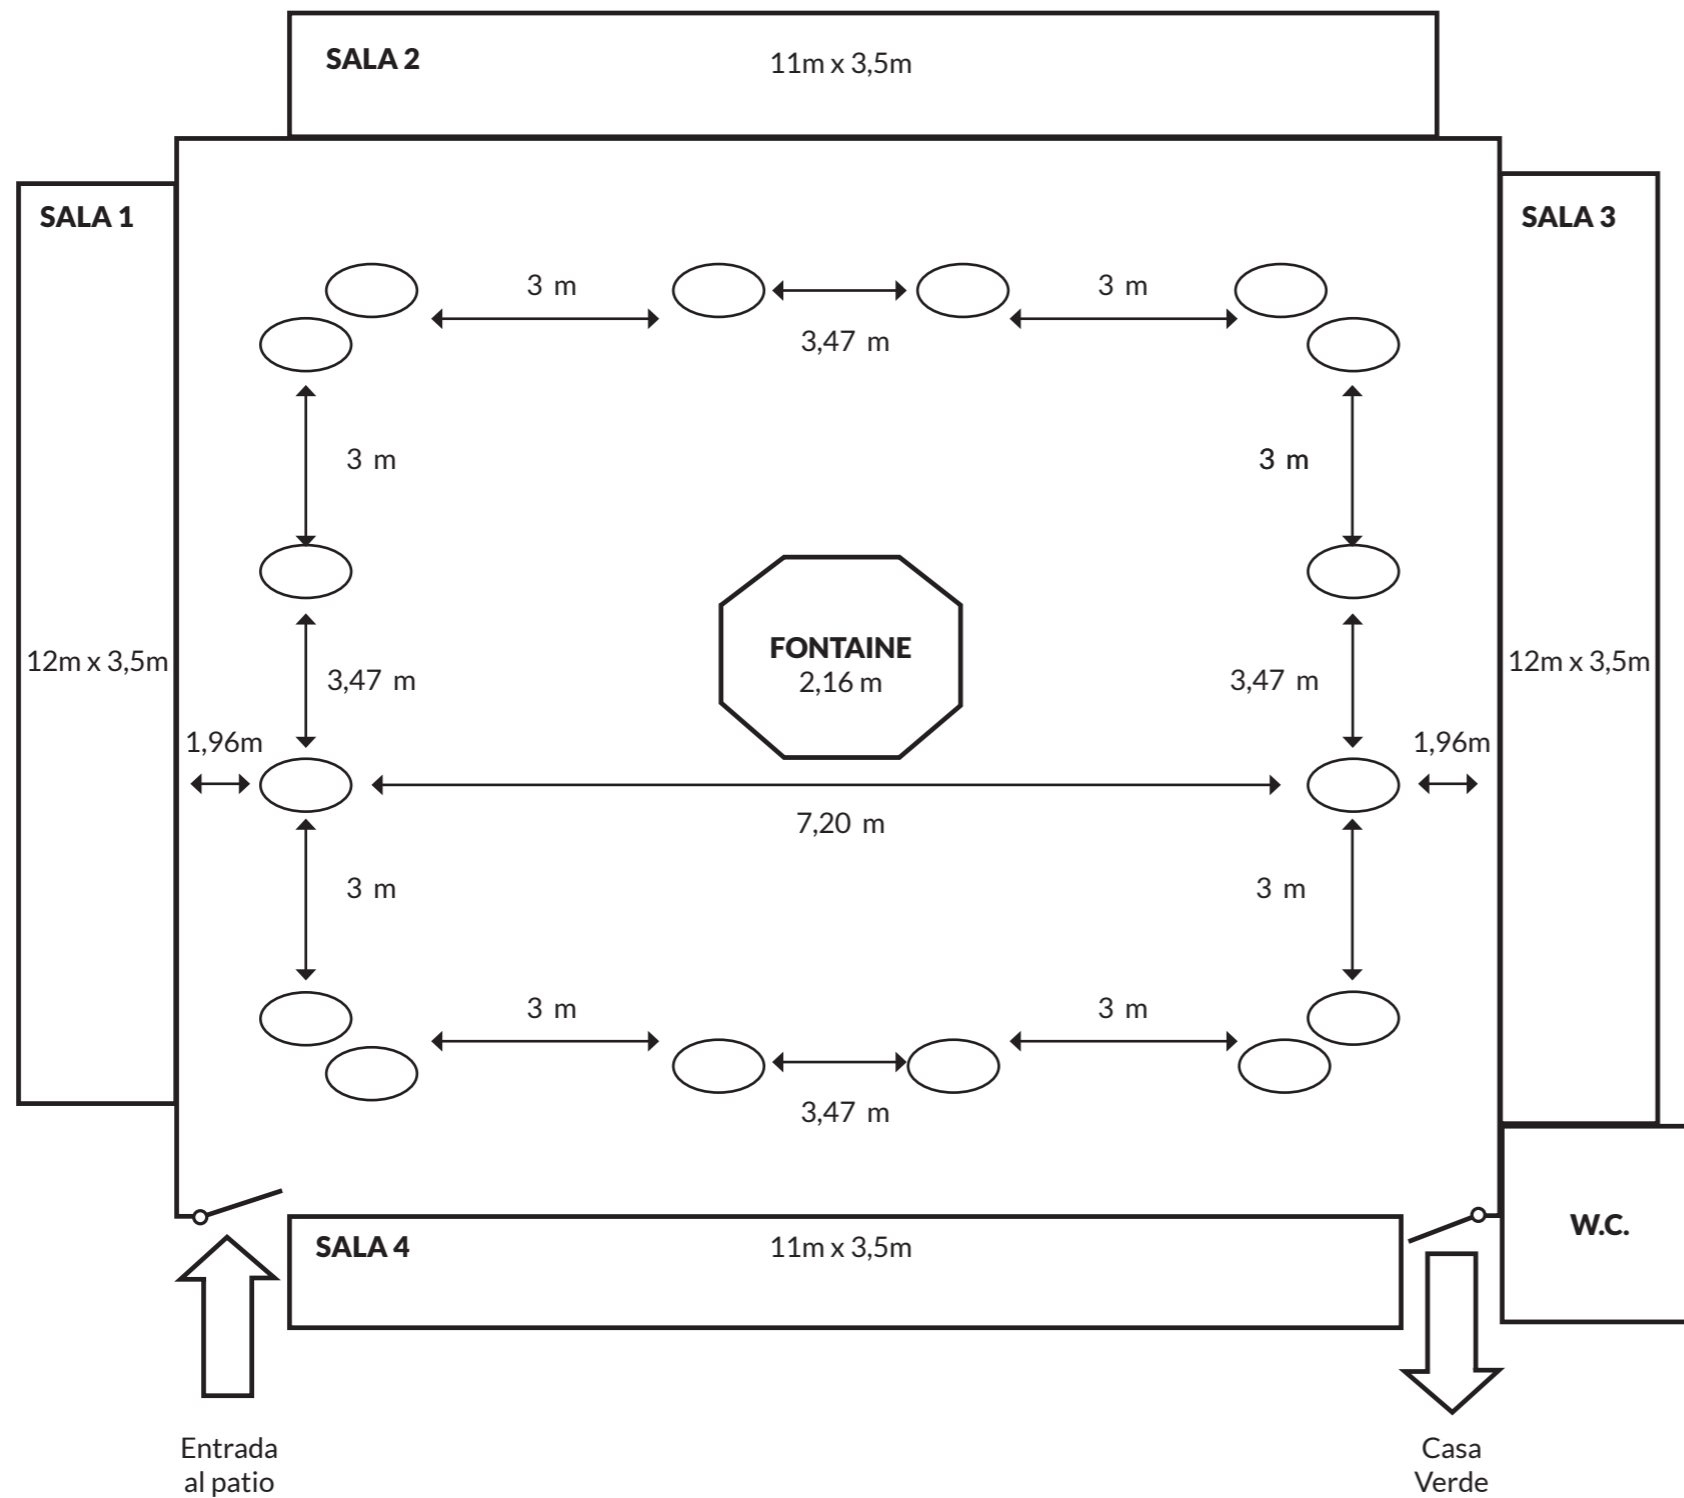 SALA 2
11m x 3,5m
SALA 1
SALA 3
3 m
3 m
3,47 m
3 m
3 m
FONTAINE
2,16 m
12m x 3,5m
12m x 3,5m
3,47 m
3,47 m
1,96m
1,96m
7,20 m
3 m
3 m
3 m
3 m
3,47 m
W.C.
SALA 4
11m x 3,5m
Entrada
al patio
Casa
Verde